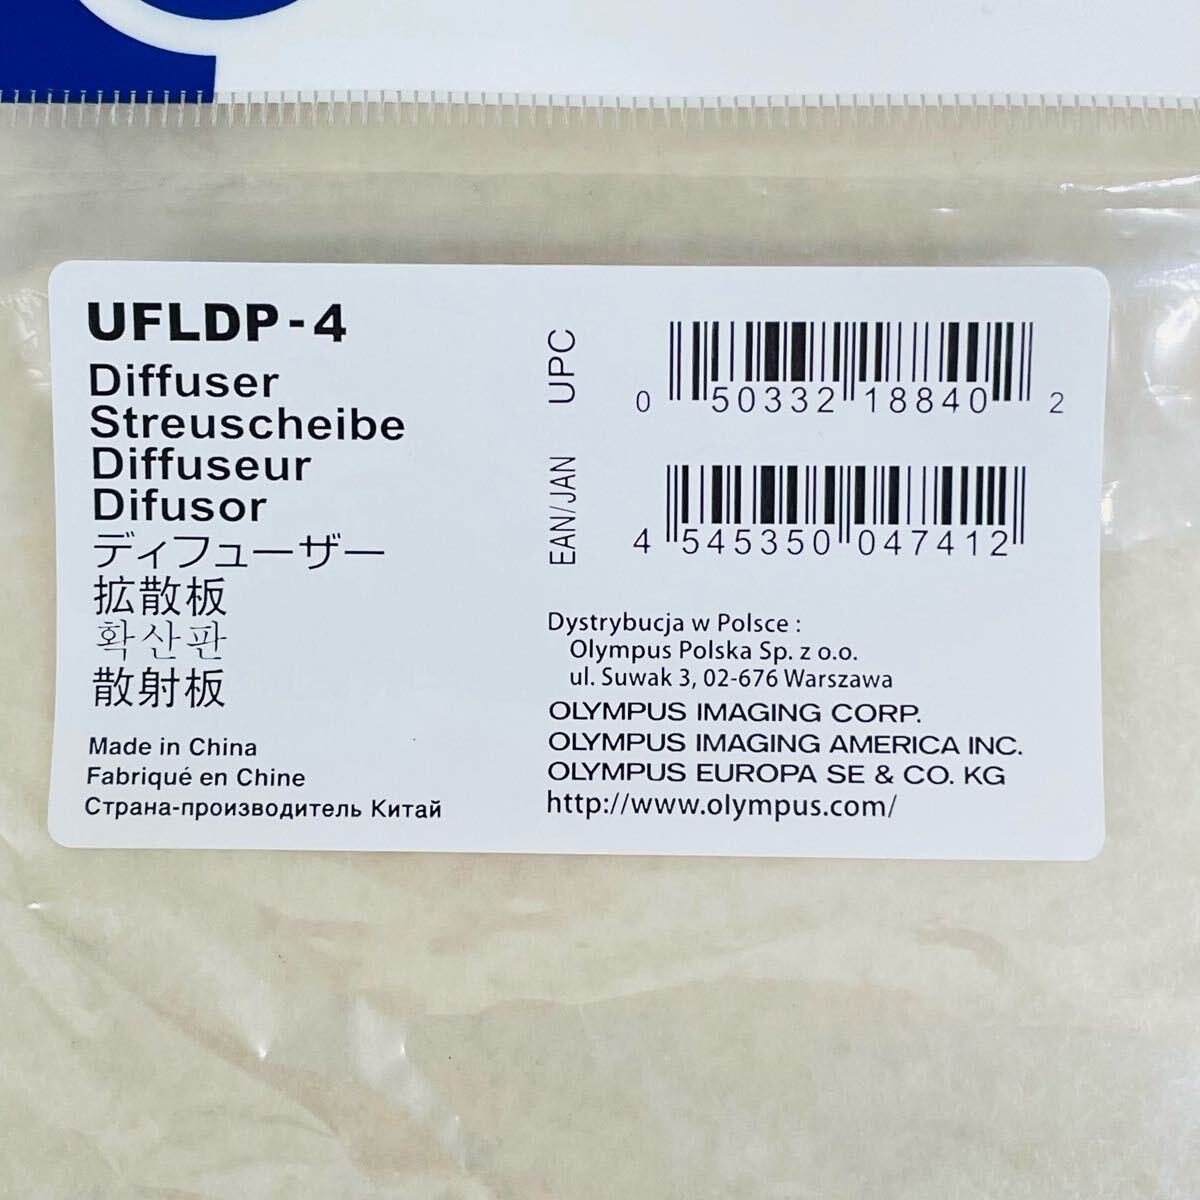 UFLDP-4
Diffuser
Streuscheibe
Diffuseur
Difusor
ディフューザー
拡散板
확산판
散射板
Made in China
Fabriqué en Chine
Страна-производитель Китай
UPC
0 50332 18840 2
EAN/JAN
4 545350 047412
Dystrybucja w Polsce :
Olympus Polska Sp. z o.o.
ul. Suwak 3, 02-676 Warszawa
OLYMPUS IMAGING CORP.
OLYMPUS IMAGING AMERICA INC.
OLYMPUS EUROPA SE & CO. KG
http://www.olympus.com/